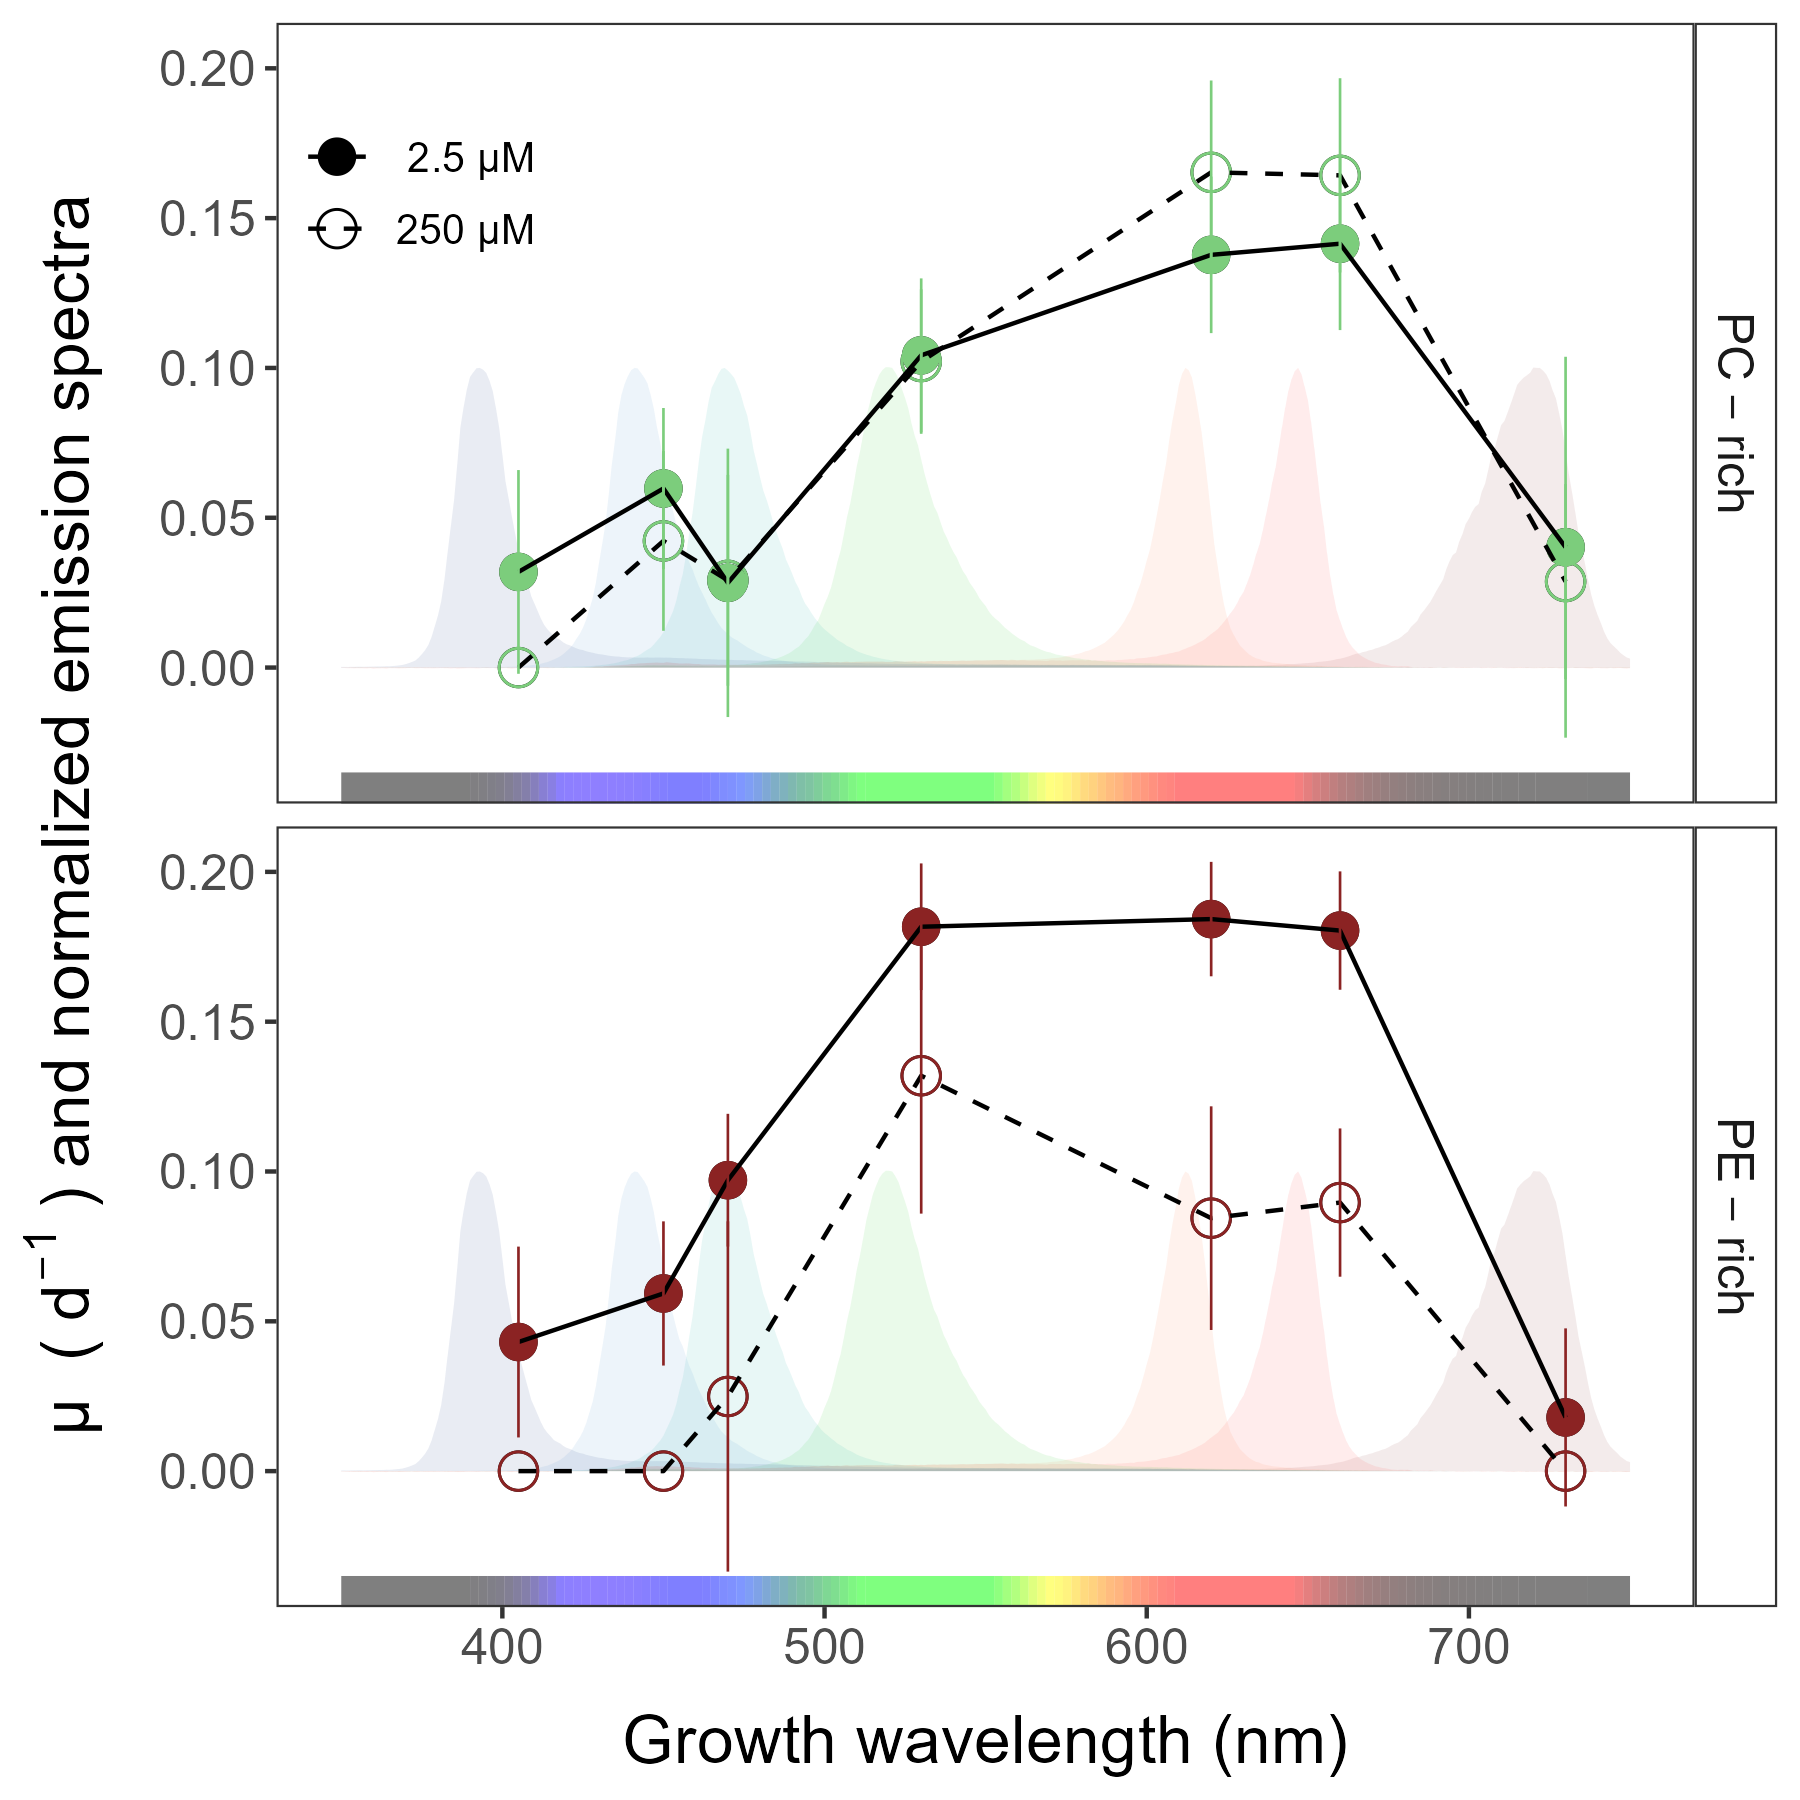 μ ( d⁻¹ ) and normalized emission spectra
0.20
0.15
0.10
0.05
0.00
2.5 μM
250 μM
PC – rich
0.20
0.15
0.10
0.05
0.00
PE – rich
400 500 600 700
Growth wavelength (nm)